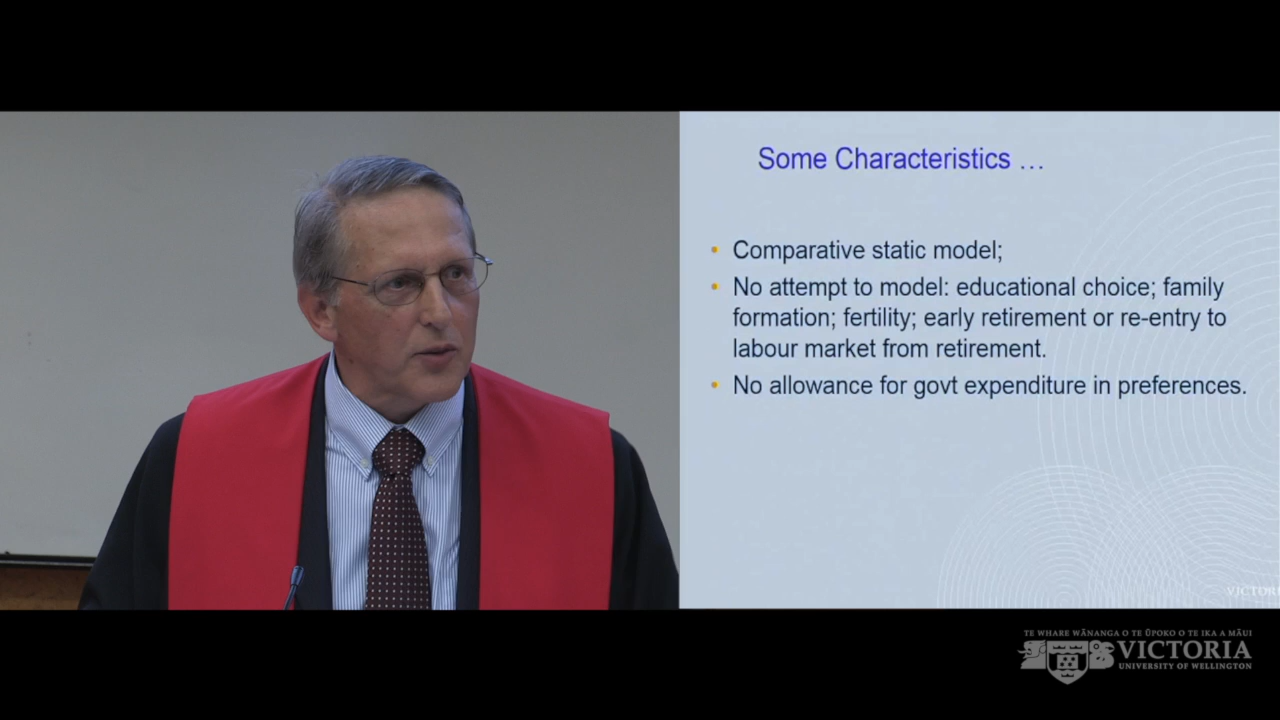 Some Characteristics …
• Comparative static model;
• No attempt to model: educational choice; family
formation; fertility; early retirement or re-entry to
labour market from retirement.
• No allowance for govt expenditure in preferences.
VICTOR
TE WHARE WĀNANGA O TE ŪPOKO O TE IKA A MĀUI
VICTORIA
UNIVERSITY OF WELLINGTON